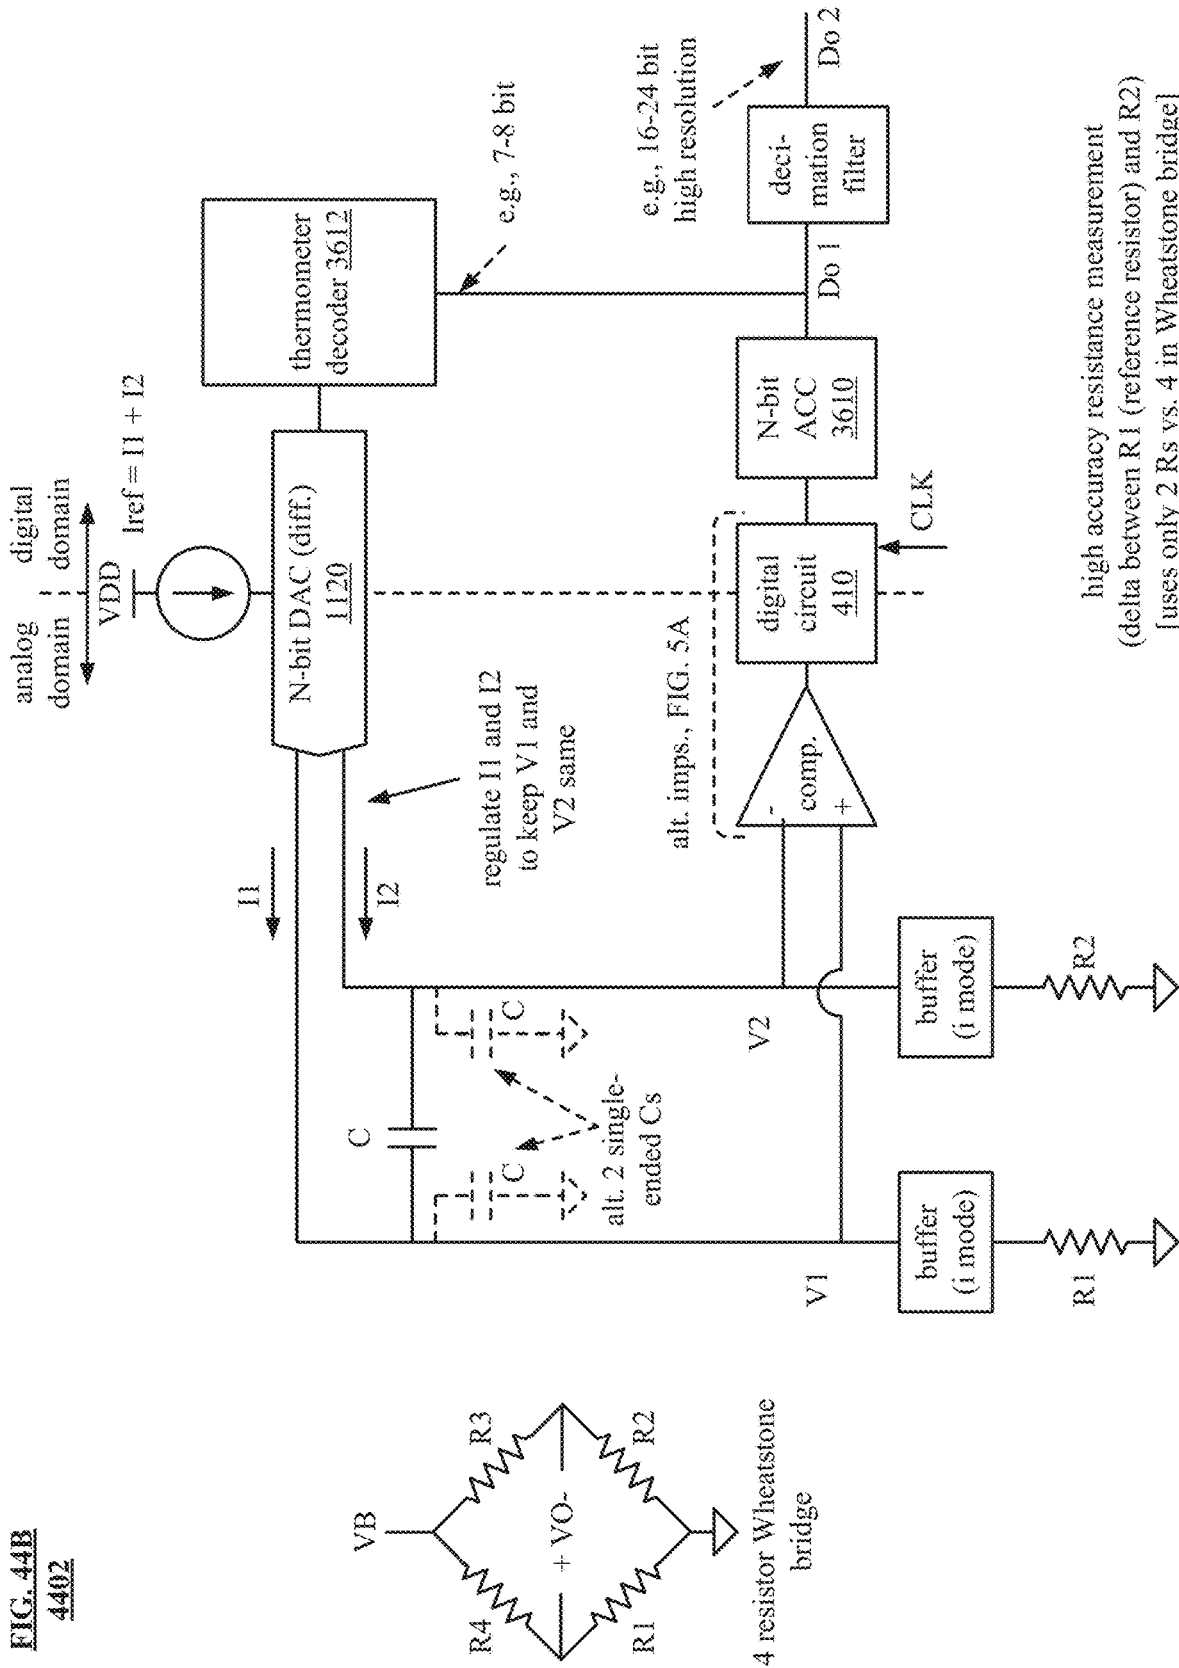 FIG. 44B
4402
VB
R4
R3
+ VO-
R1
R2
4 resistor Wheatstone
bridge
analog
domain
digital
domain
VDD
Iref = I1 + I2
I1
I2
N-bit DAC (diff.)
1120
thermometer
decoder 3612
regulate I1 and I2
to keep V1 and
V2 same
e.g., 7-8 bit
C
C
C
alt. 2 single-
ended Cs
alt. imps., FIG. 5A
e.g., 16-24 bit
high resolution
V1
V2
-
+
comp.
digital
circuit
410
CLK
N-bit
ACC
3610
Do 1
deci-
mation
filter
Do 2
buffer
(i mode)
buffer
(i mode)
R1
R2
high accuracy resistance measurement
(delta between R1 (reference resistor) and R2)
[uses only 2 Rs vs. 4 in Wheatstone bridge]